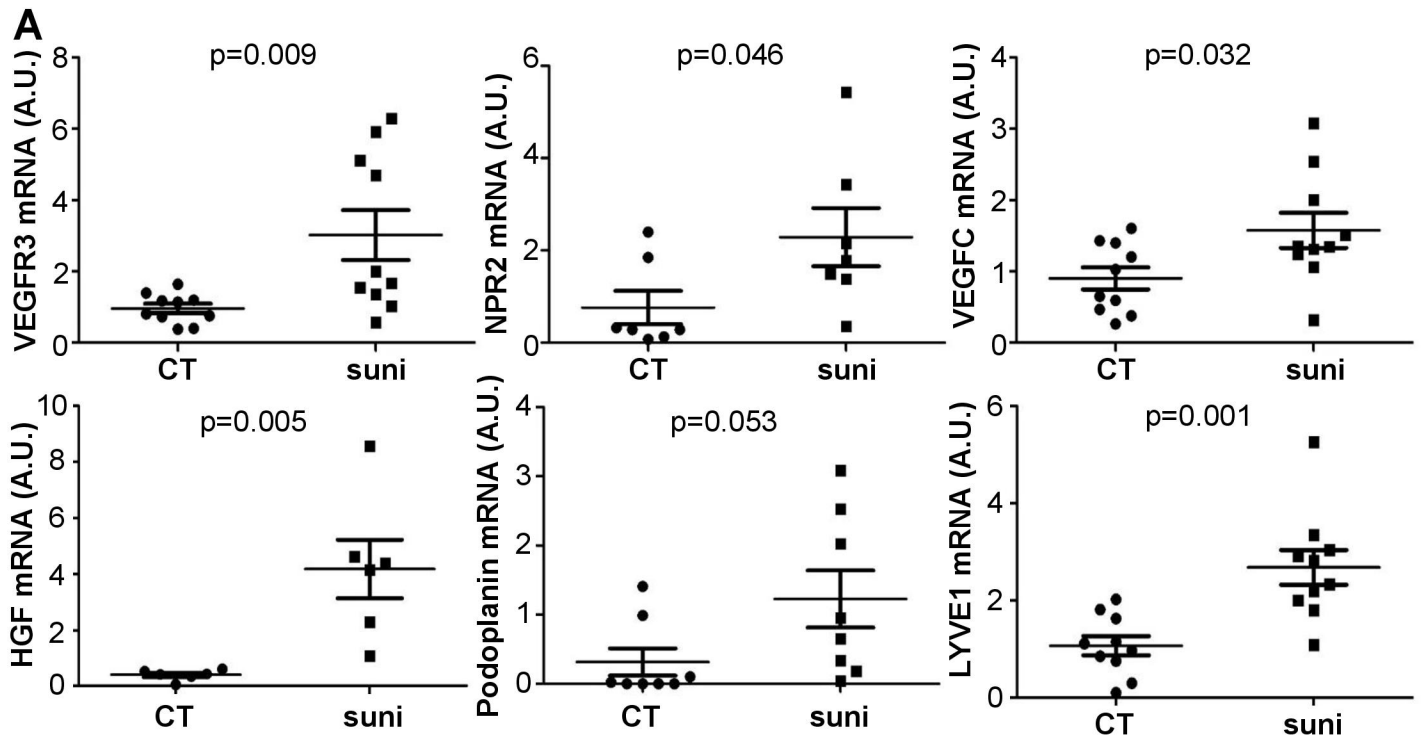 A
VEGFR3 mRNA (A.U.)
p=0.009
8
6
4
2
0
CT
suni
NPR2 mRNA (A.U.)
p=0.046
6
4
2
0
CT
suni
VEGFC mRNA (A.U.)
p=0.032
4
3
2
1
0
CT
suni
HGF mRNA (A.U.)
p=0.005
10
8
6
4
2
0
CT
suni
Podoplanin mRNA (A.U.)
p=0.053
4
3
2
1
0
CT
suni
LYVE1 mRNA (A.U.)
p=0.001
6
4
2
0
CT
suni